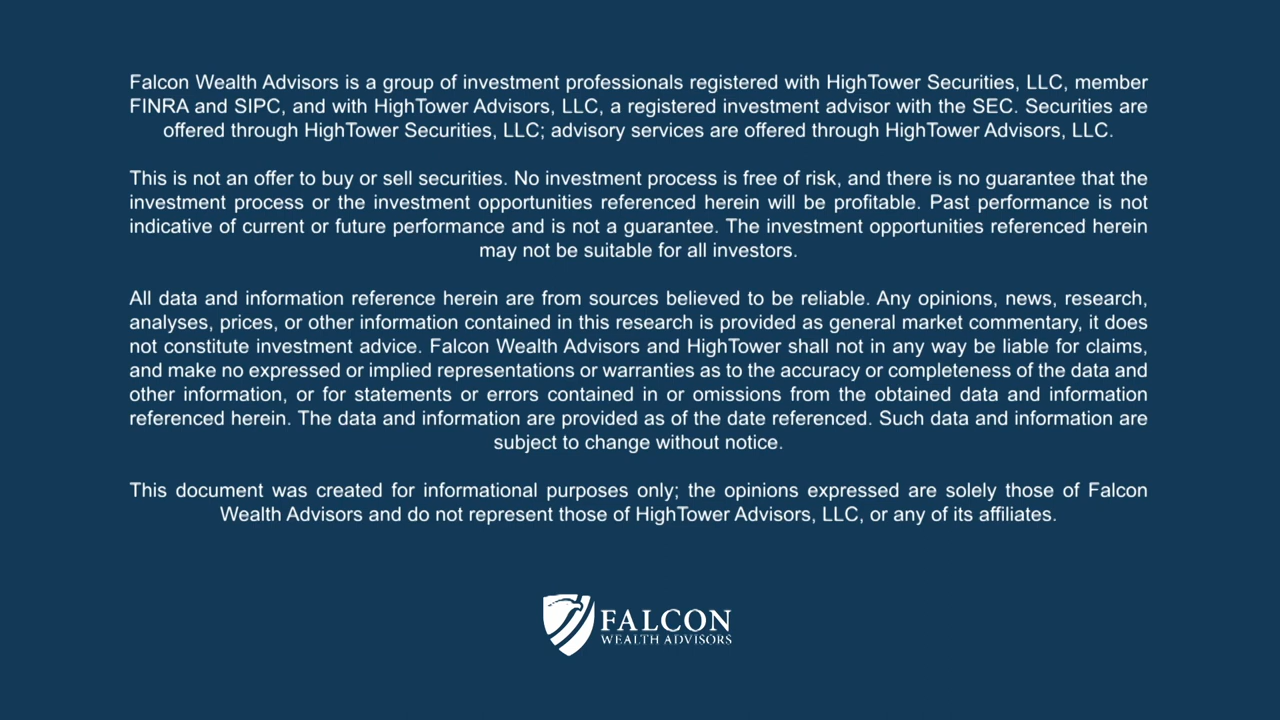 Falcon Wealth Advisors is a group of investment professionals registered with HighTower Securities, LLC, member
FINRA and SIPC, and with HighTower Advisors, LLC, a registered investment advisor with the SEC. Securities are
offered through HighTower Securities, LLC; advisory services are offered through HighTower Advisors, LLC.
This is not an offer to buy or sell securities. No investment process is free of risk, and there is no guarantee that the
investment process or the investment opportunities referenced herein will be profitable. Past performance is not
indicative of current or future performance and is not a guarantee. The investment opportunities referenced herein
may not be suitable for all investors.
All data and information reference herein are from sources believed to be reliable. Any opinions, news, research,
analyses, prices, or other information contained in this research is provided as general market commentary, it does
not constitute investment advice. Falcon Wealth Advisors and HighTower shall not in any way be liable for claims,
and make no expressed or implied representations or warranties as to the accuracy or completeness of the data and
other information, or for statements or errors contained in or omissions from the obtained data and information
referenced herein. The data and information are provided as of the date referenced. Such data and information are
subject to change without notice.
This document was created for informational purposes only; the opinions expressed are solely those of Falcon
Wealth Advisors and do not represent those of HighTower Advisors, LLC, or any of its affiliates.
FALCON
WEALTH ADVISORS